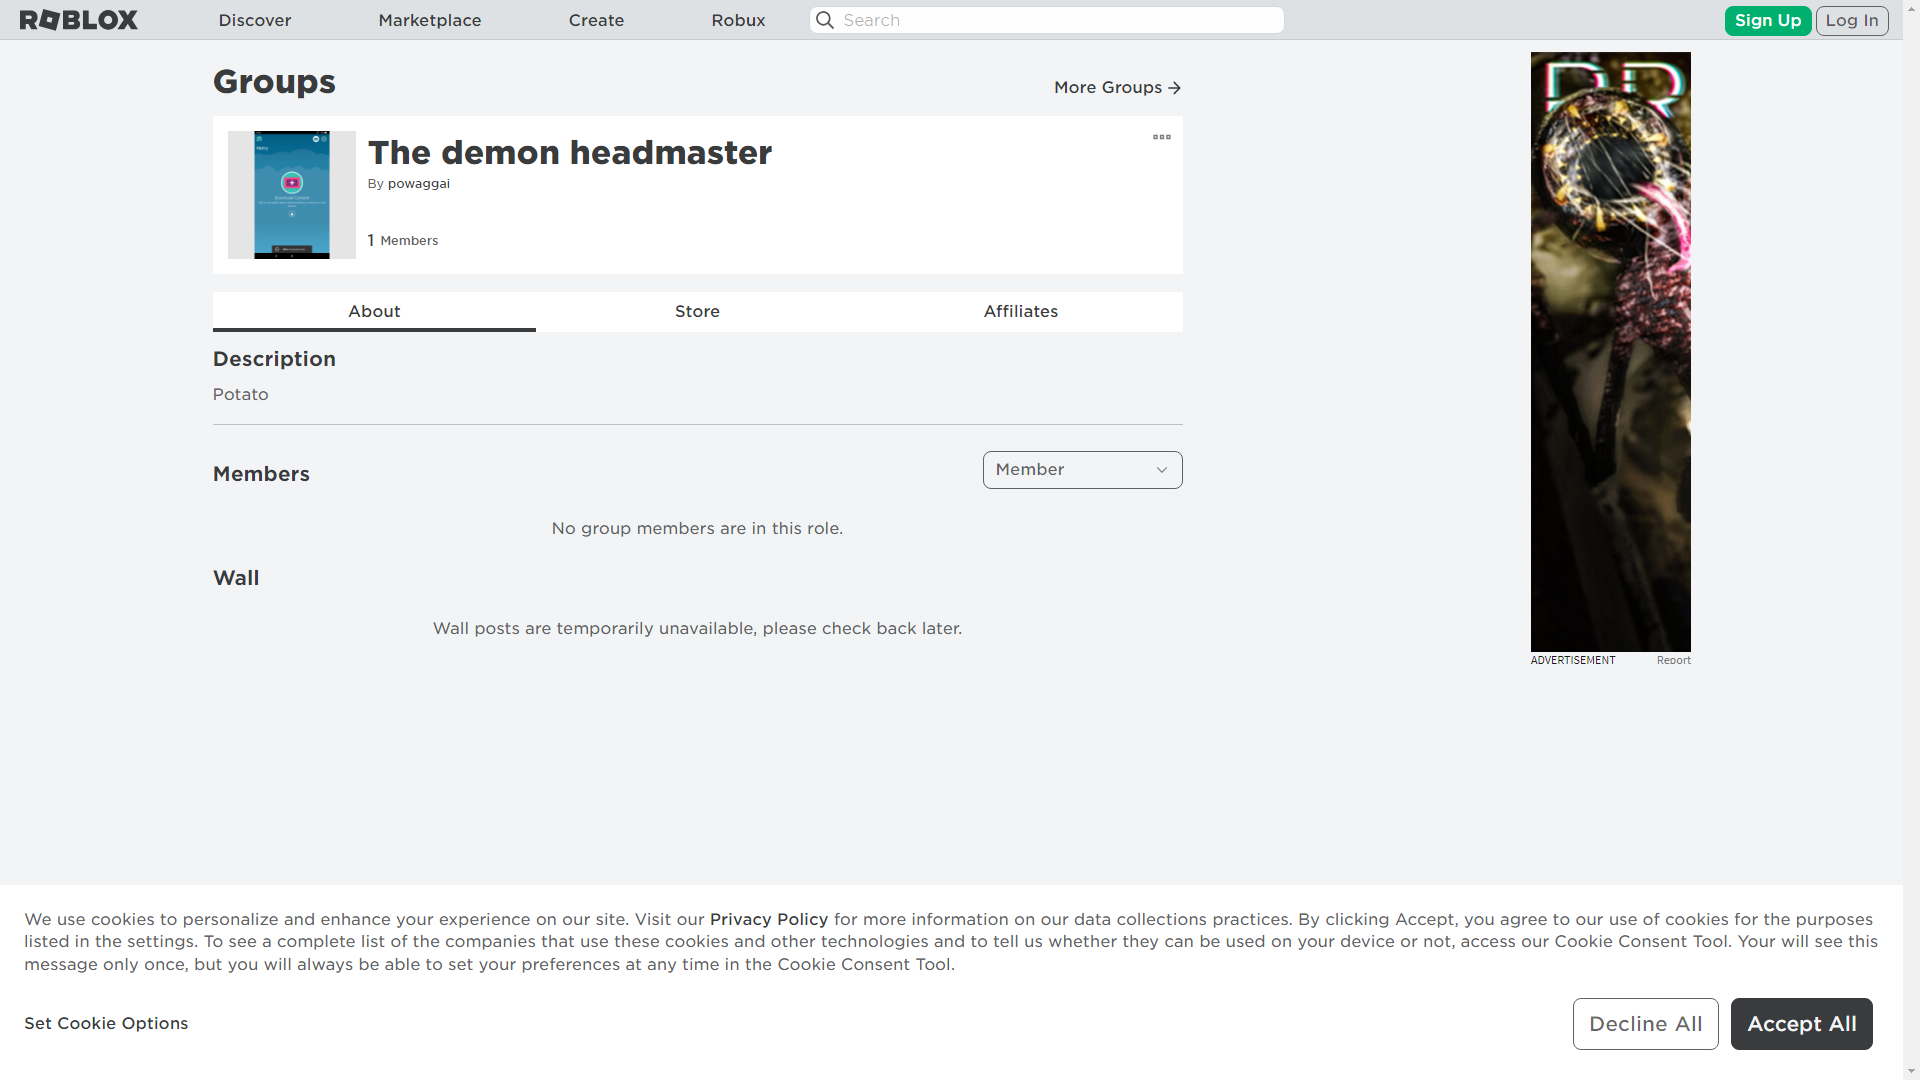 ROBLOX
Discover
Marketplace
Create
Robux
Search
Sign Up
Log In
Groups
More Groups
The demon headmaster
By powaggai
1 Members
About
Store
Affiliates
Description
Potato
Members
Member
No group members are in this role.
Wall
Wall posts are temporarily unavailable, please check back later.
ADVERTISEMENT
Report
We use cookies to personalize and enhance your experience on our site. Visit our Privacy Policy for more information on our data collections practices. By clicking Accept, you agree to our use of cookies for the purposes
listed in the settings. To see a complete list of the companies that use these cookies and other technologies and to tell us whether they can be used on your device or not, access our Cookie Consent Tool. Your will see this
message only once, but you will always be able to set your preferences at any time in the Cookie Consent Tool.
Set Cookie Options
Decline All
Accept All